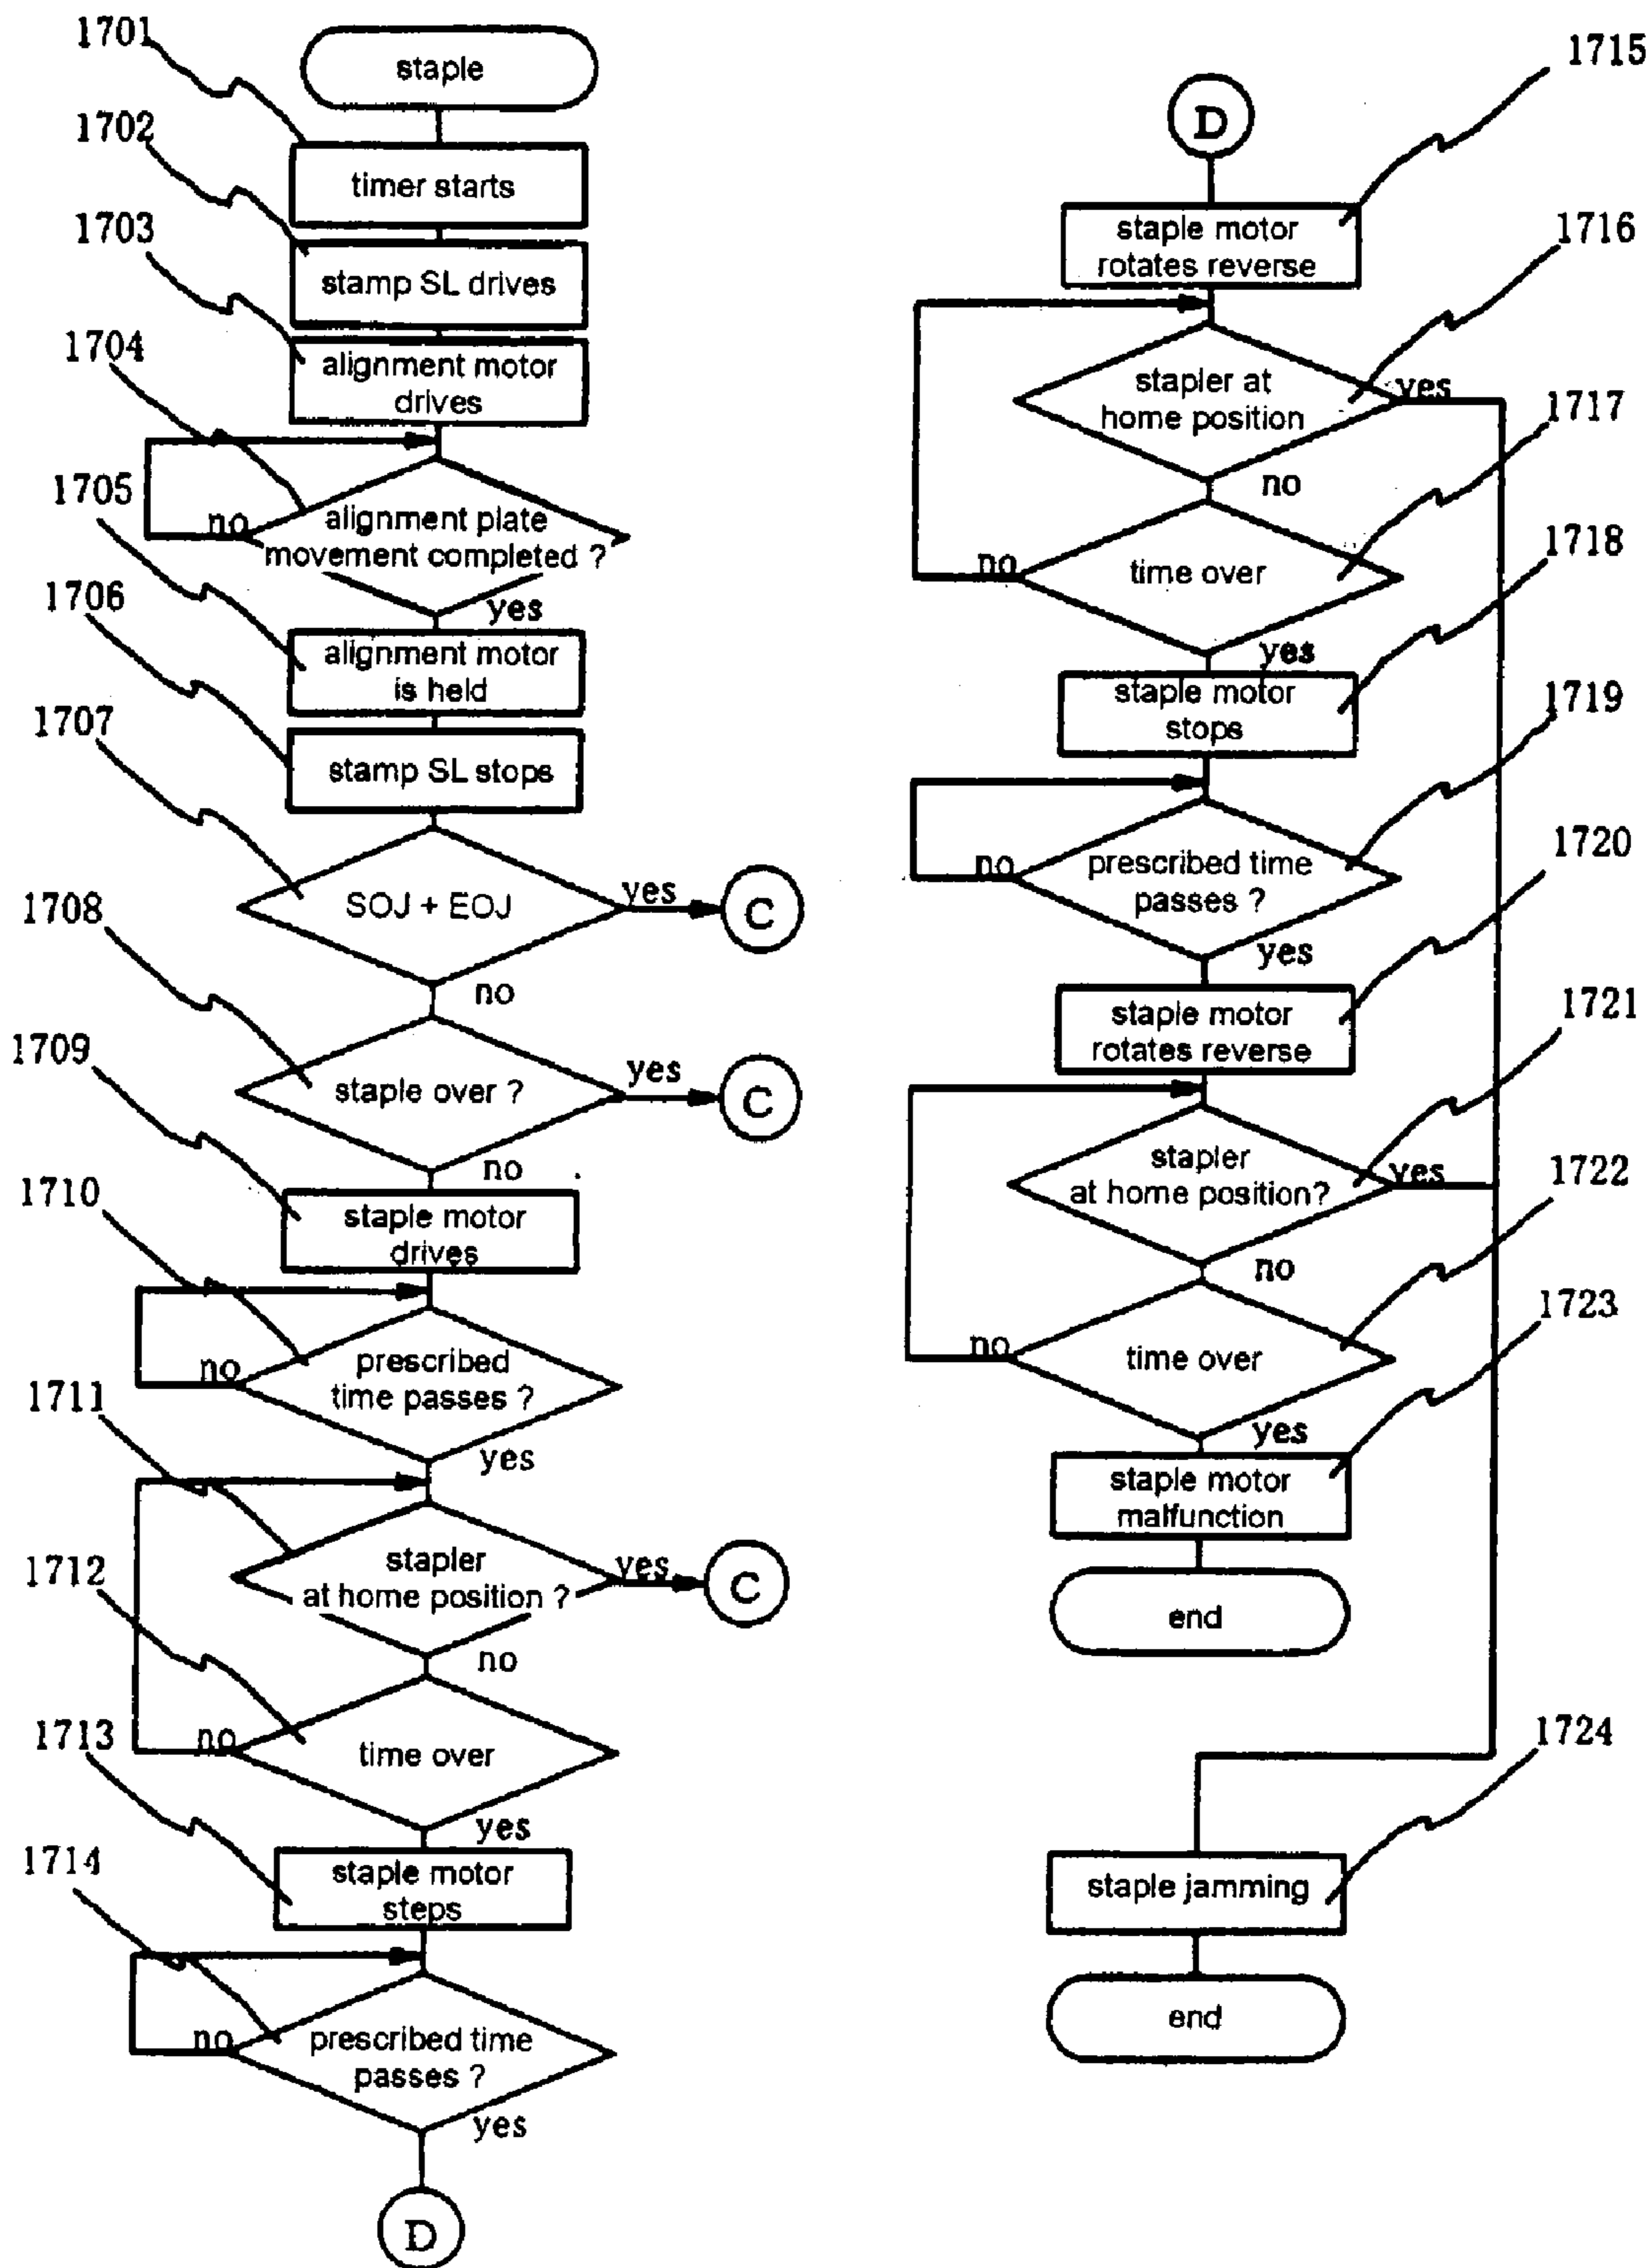 1701
staple
1702
timer starts
1703
stamp SL drives
1704
alignment motor
drives
1705
no
alignment plate
movement completed ?
yes
1706
alignment motor
is held
1707
stamp SL stops
1708
SOJ + EOJ
yes
C
no
1709
staple over ?
yes
C
no
1710
staple motor
drives
1711
no
prescribed
time passes ?
yes
1712
stapler
at home position ?
yes
C
no
1713
no
time over
yes
1714
staple motor
steps
no
prescribed time
passes ?
yes
D
D
1715
staple motor
rotates reverse
1716
stapler at
home position
yes
1717
no
no
time over
1718
yes
staple motor
stops
1719
no
prescribed time
passes ?
1720
yes
staple motor
rotates reverse
1721
stapler
at home position?
yes
1722
no
no
time over
1723
yes
staple motor
malfunction
end
1724
staple jamming
end